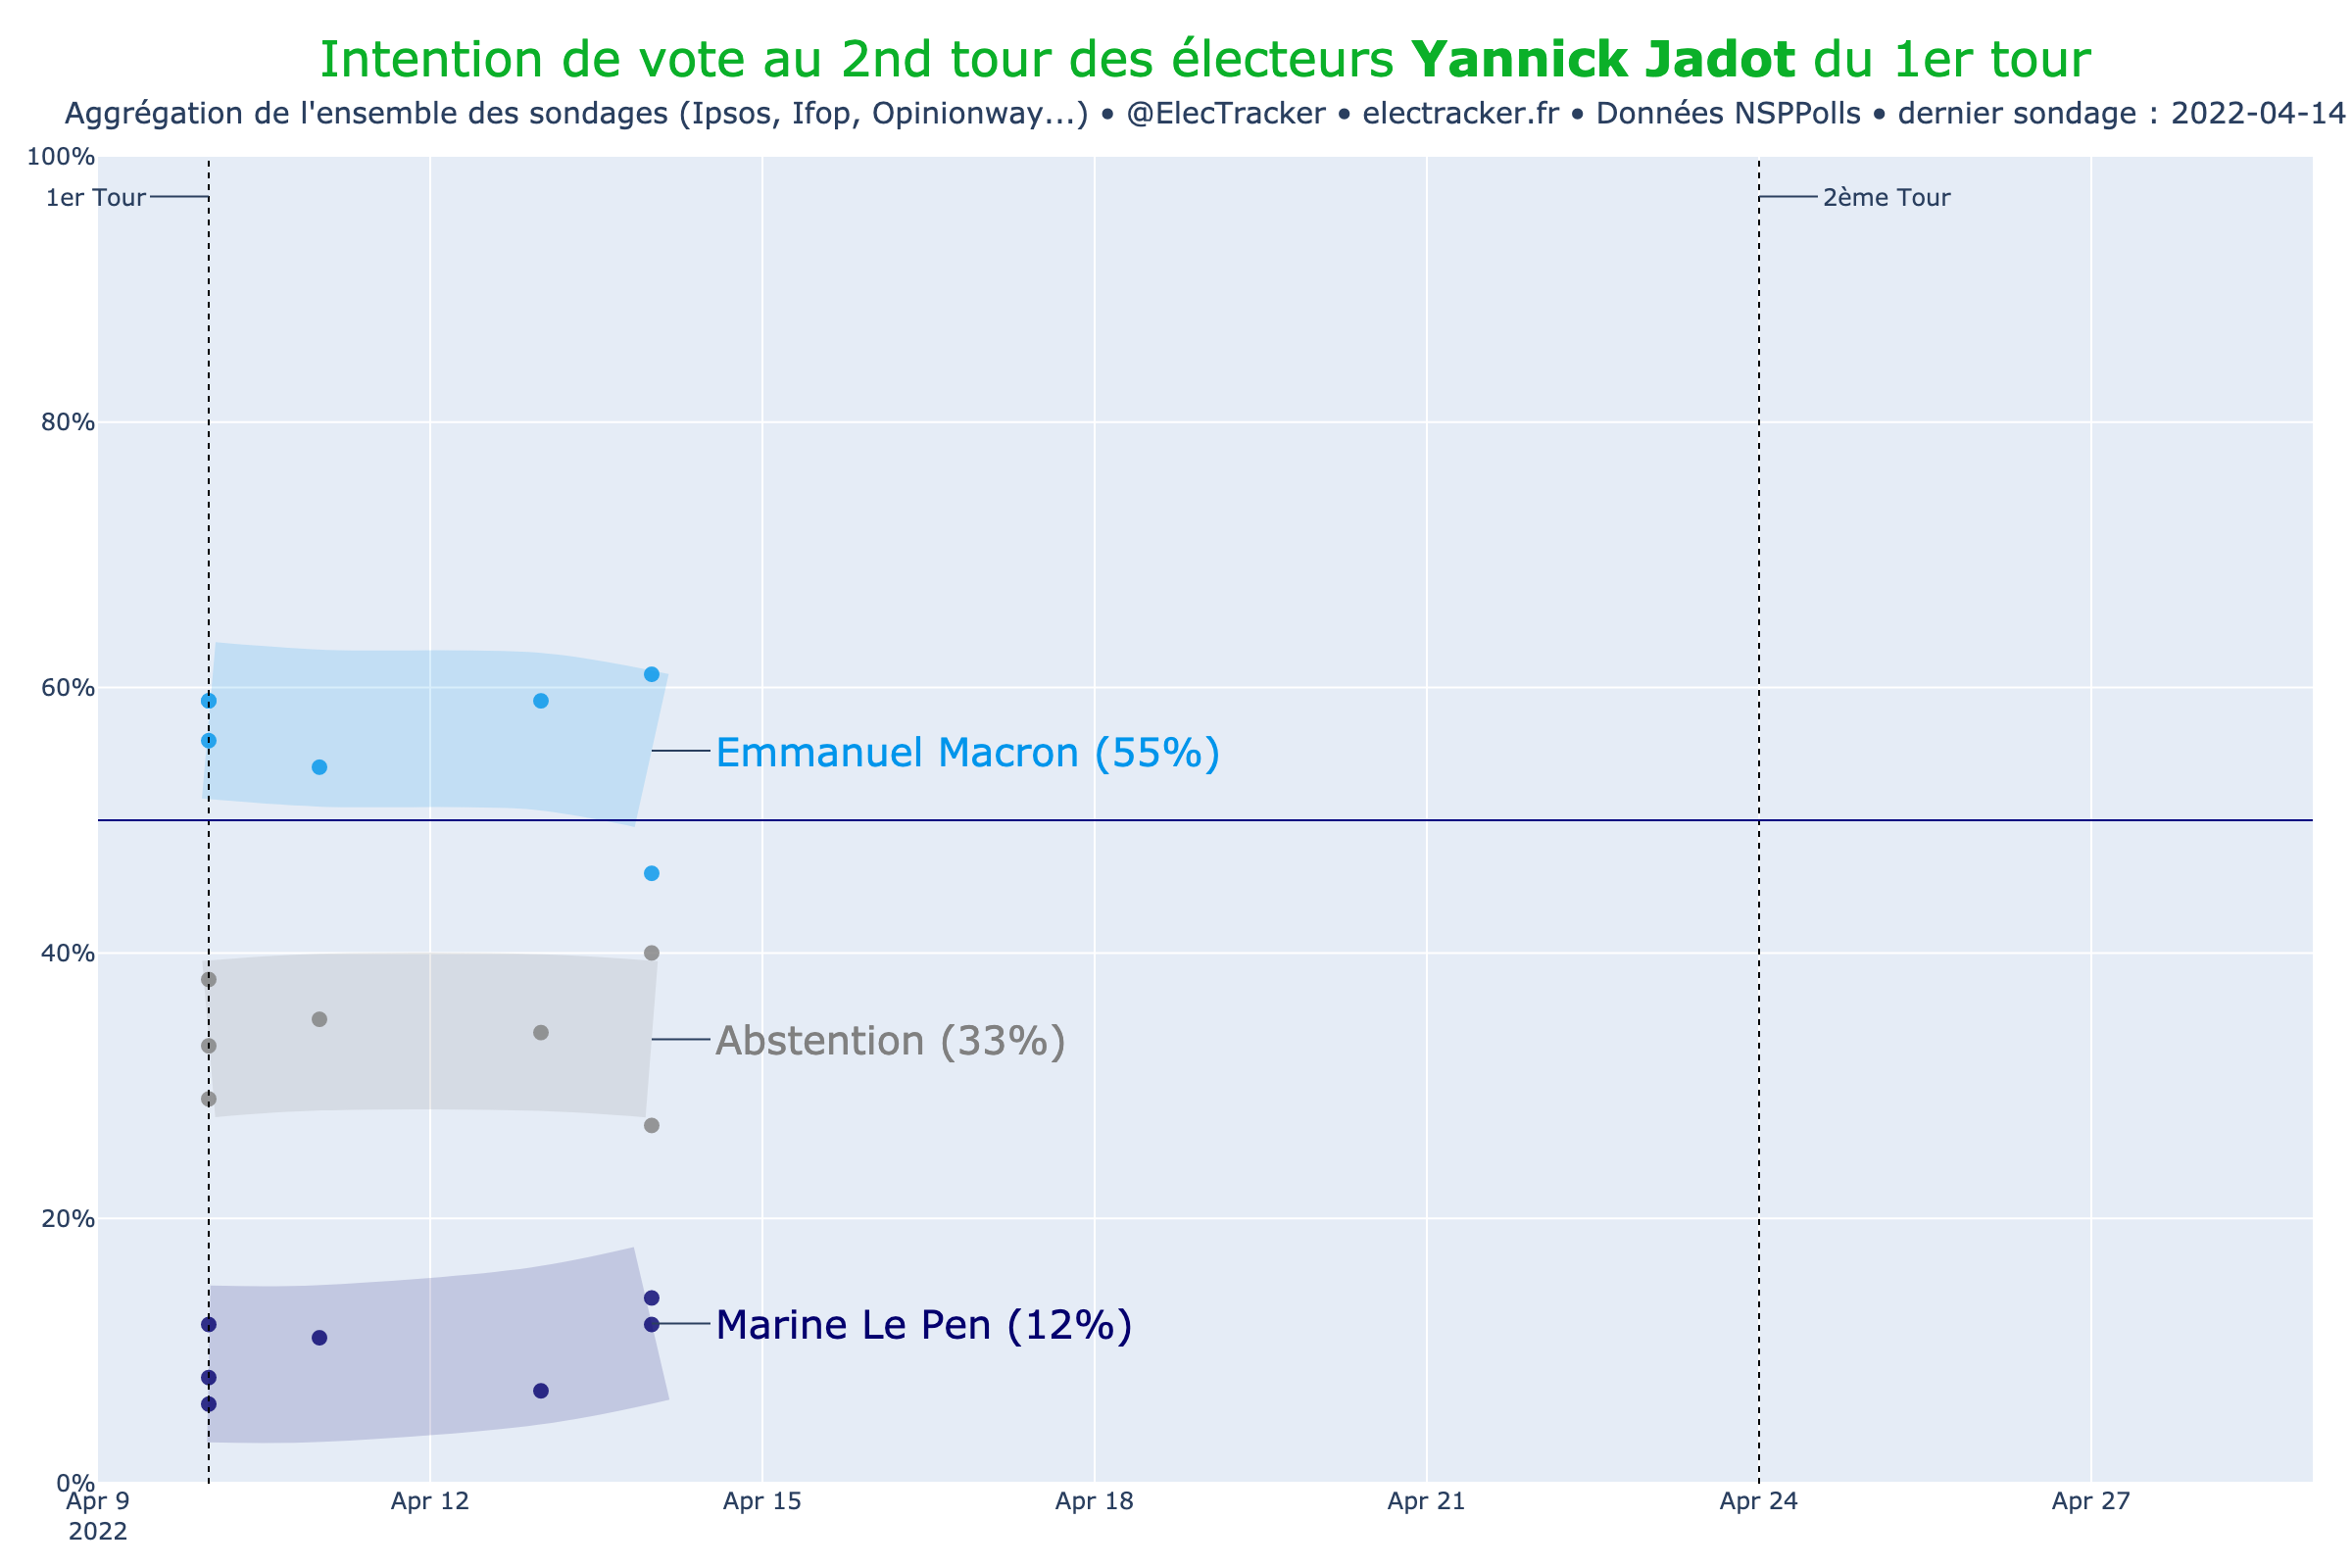 Intention de vote au 2nd tour des électeurs Yannick Jadot du 1er tour
Aggrégation de l'ensemble des sondages (Ipsos, Ifop, Opinionway...) • @ElecTracker • electracker.fr • Données NSPPolls • dernier sondage : 2022-04-14
100%
1er Tour
2ème Tour
80%
60%
Emmanuel Macron (55%)
40%
Abstention (33%)
20%
Marine Le Pen (12%)
0%
Apr 9 Apr 12 Apr 15 Apr 18 Apr 21 Apr 24 Apr 27
2022